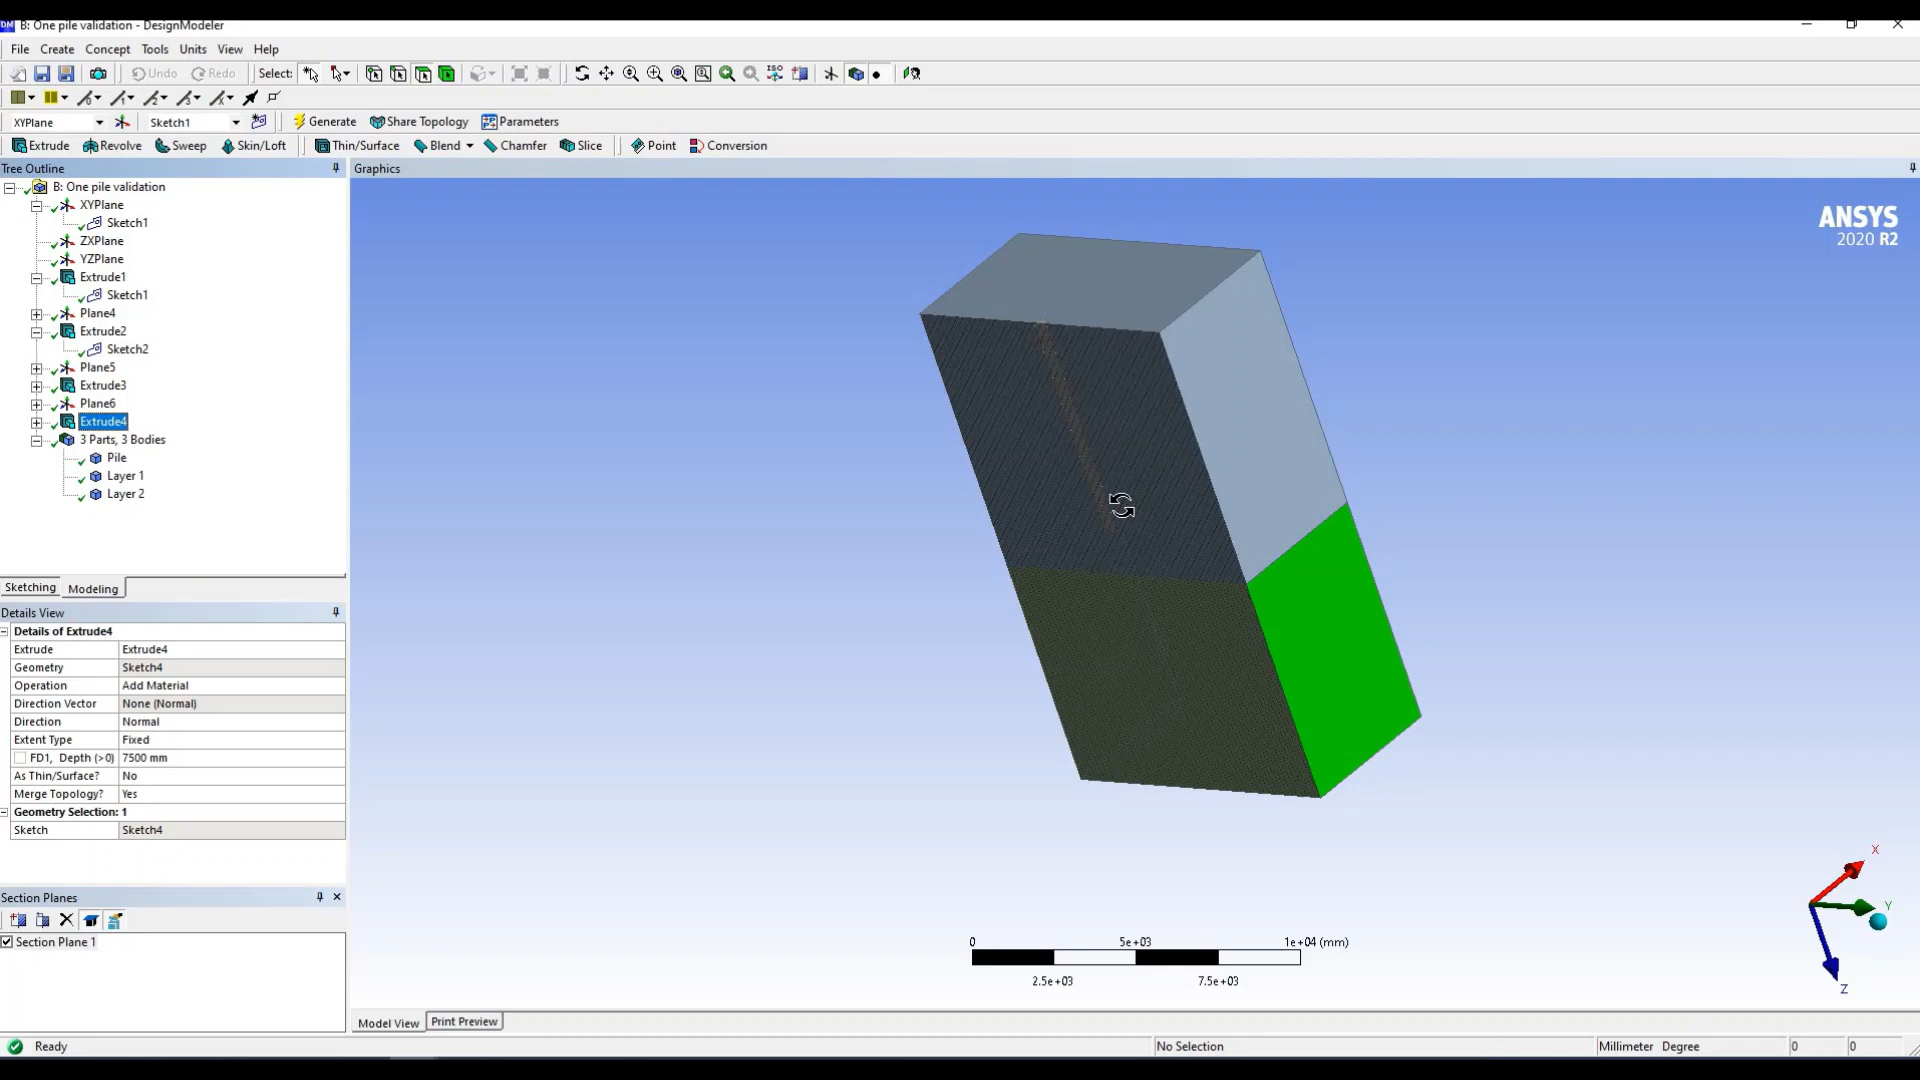 B: One pile validation - DesignModeler
File Create Concept Tools Units View Help
Undo Redo Select: ISO
XYPlane Sketch1 Generate Share Topology Parameters
Extrude Revolve Sweep Skin/Loft Thin/Surface Blend Chamfer Slice Point Conversion
Tree Outline
Graphics
B: One pile validation
XYPlane
Sketch1
ZXPlane
YZPlane
Extrude1
Sketch1
Plane4
Extrude2
Sketch2
Plane5
Extrude3
Plane6
Extrude4
3 Parts, 3 Bodies
Pile
Layer 1
Layer 2
Sketching Modeling
Details View
Details of Extrude4
Extrude Extrude4
Geometry Sketch4
Operation Add Material
Direction Vector None (Normal)
Direction Normal
Extent Type Fixed
FD1, Depth (>0) 7500 mm
As Thin/Surface? No
Merge Topology? Yes
Geometry Selection: 1
Sketch Sketch4
Section Planes
Section Plane 1
ANSYS
2020 R2
X
Y
Z
0 5e+03 1e+04 (mm)
2.5e+03 7.5e+03
Model View Print Preview
Ready No Selection Millimeter Degree 0 0